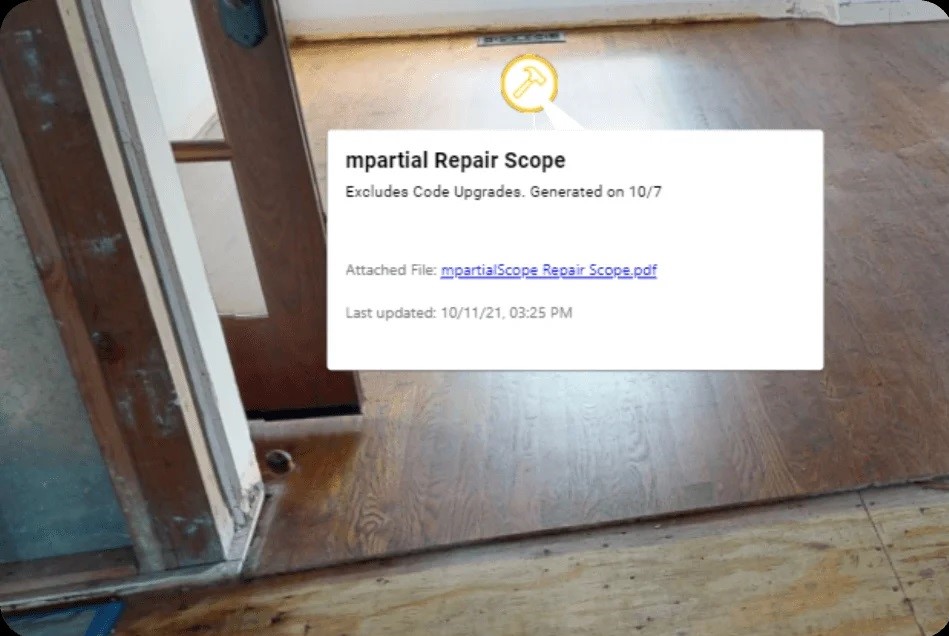 mpartial Repair Scope
Excludes Code Upgrades. Generated on 10/7
Attached File: mpartialScope Repair Scope.pdf
Last updated: 10/11/21, 03:25 PM